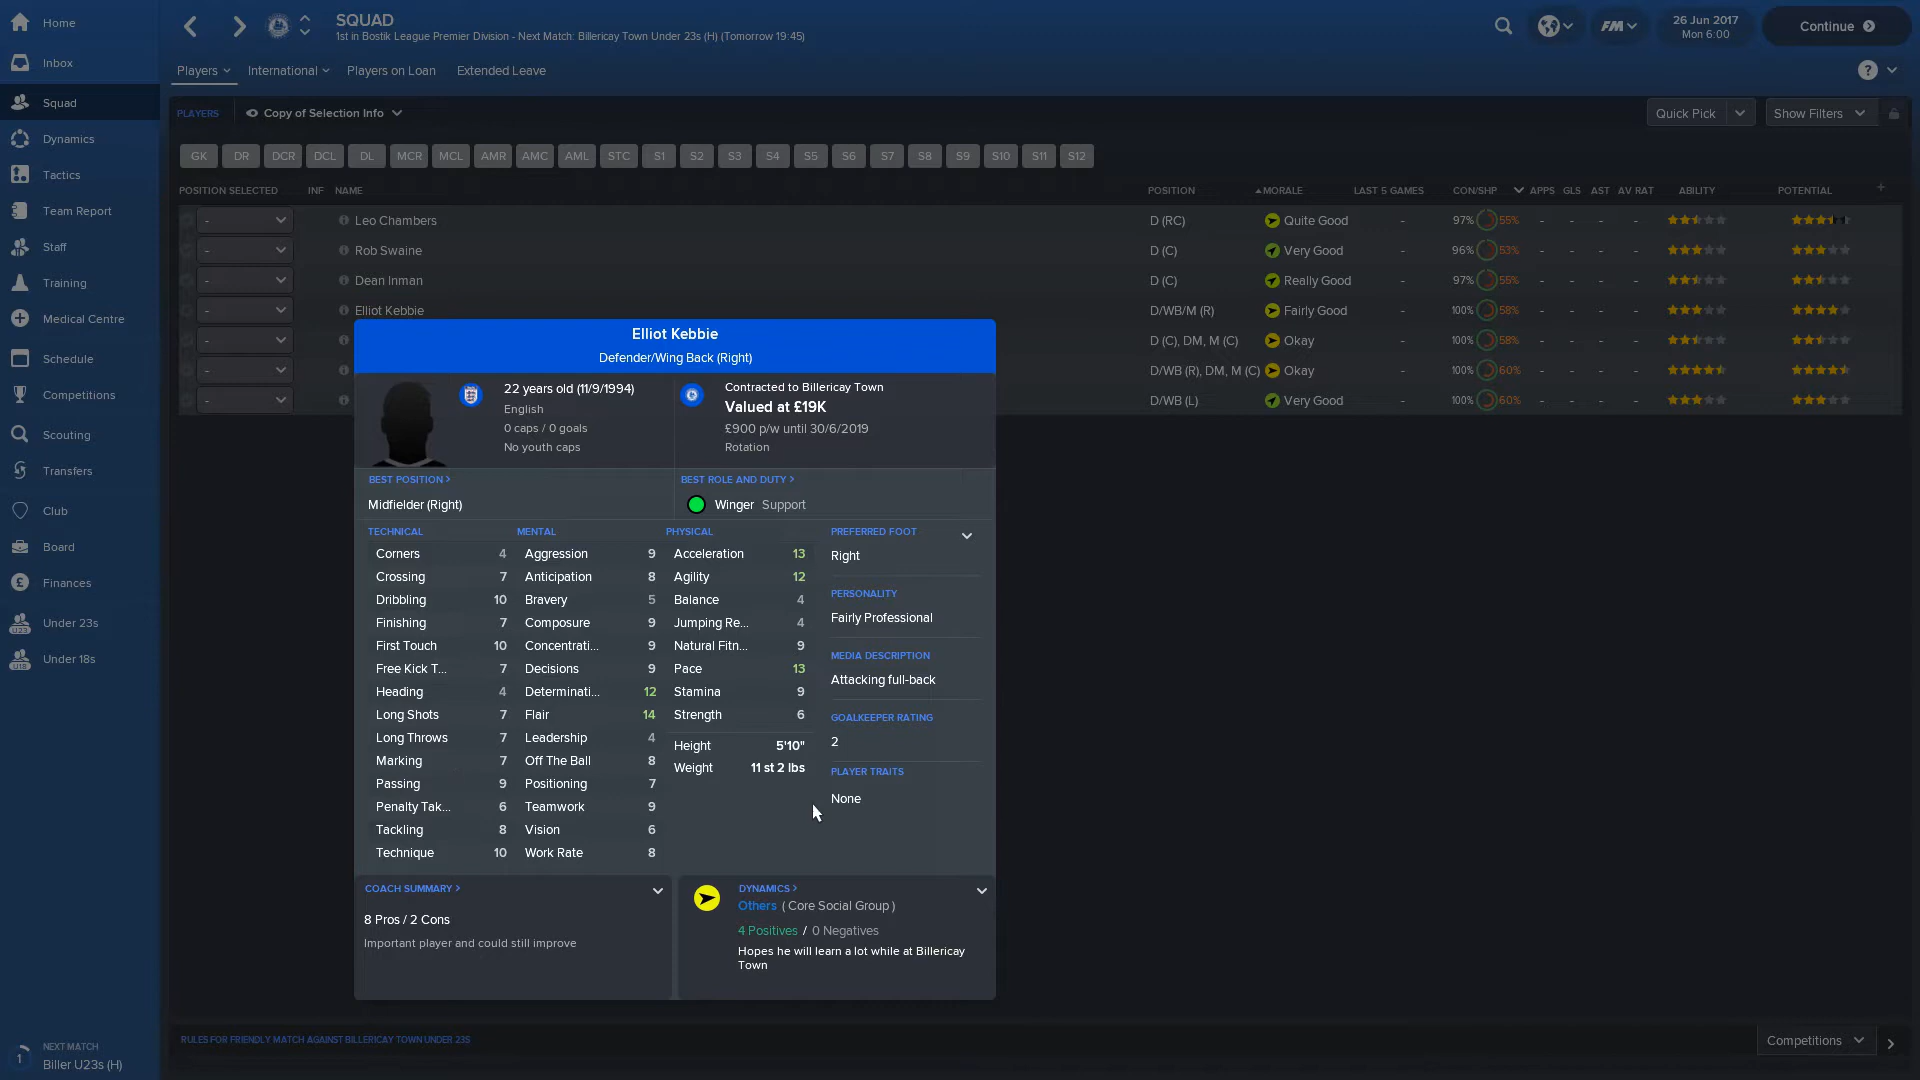 Home
Inbox
Squad
Dynamics
Tactics
Team Report
Staff
Training
Medical Centre
Schedule
Competitions
Scouting
Transfers
Club
Board
Finances
U23 Under 23s
U18 Under 18s
1 NEXT MATCH
Biller U23s (H)
SQUAD
1st in Bostik League Premier Division - Next Match: Billericay Town Under 23s (H) (Tomorrow 19:45)
FM
26 Jun 2017
Mon 6:00
Continue
Players International Players on Loan Extended Leave
?
PLAYERS Copy of Selection Info Quick Pick Show Filters
GK DR DCR DCL DL MCR MCL AMR AMC AML STC S1 S2 S3 S4 S5 S6 S7 S8 S9 S10 S11 S12
POSITION SELECTED INF NAME POSITION MORALE LAST 5 GAMES CON/SHP APPS GLS AST AV RAT ABILITY POTENTIAL +
- Leo Chambers D (RC) Quite Good - 97% 55% - - - -
- Rob Swaine D (C) Very Good - 96% 53% - - - -
- Dean Inman D (C) Really Good - 97% 55% - - - -
- Elliot Kebbie D/WB/M (R) Fairly Good - 100% 58% - - - -
- D (C), DM, M (C) Okay - 100% 58% - - - -
- D/WB (R), DM, M (C) Okay - 100% 60% - - - -
- D/WB (L) Very Good - 100% 60% - - - -
Elliot Kebbie
Defender/Wing Back (Right)
22 years old (11/9/1994)
English
0 caps / 0 goals
No youth caps
Contracted to Billericay Town
Valued at £19K
£900 p/w until 30/6/2019
Rotation
BEST POSITION >
Midfielder (Right)
BEST ROLE AND DUTY >
Winger Support
TECHNICAL
Corners 4
Crossing 7
Dribbling 10
Finishing 7
First Touch 10
Free Kick T... 7
Heading 4
Long Shots 7
Long Throws 7
Marking 7
Passing 9
Penalty Tak... 6
Tackling 8
Technique 10
MENTAL
Aggression 9
Anticipation 8
Bravery 5
Composure 9
Concentrati... 9
Decisions 9
Determinati... 12
Flair 14
Leadership 4
Off The Ball 8
Positioning 7
Teamwork 9
Vision 6
Work Rate 8
PHYSICAL
Acceleration 13
Agility 12
Balance 4
Jumping Re... 4
Natural Fitn... 9
Pace 13
Stamina 9
Strength 6
Height 5'10"
Weight 11 st 2 lbs
PREFERRED FOOT
Right
PERSONALITY
Fairly Professional
MEDIA DESCRIPTION
Attacking full-back
GOALKEEPER RATING
2
PLAYER TRAITS
None
COACH SUMMARY >
8 Pros / 2 Cons
Important player and could still improve
DYNAMICS >
Others ( Core Social Group )
4 Positives / 0 Negatives
Hopes he will learn a lot while at Billericay
Town
RULES FOR FRIENDLY MATCH AGAINST BILLERICAY TOWN UNDER 23S
Competitions